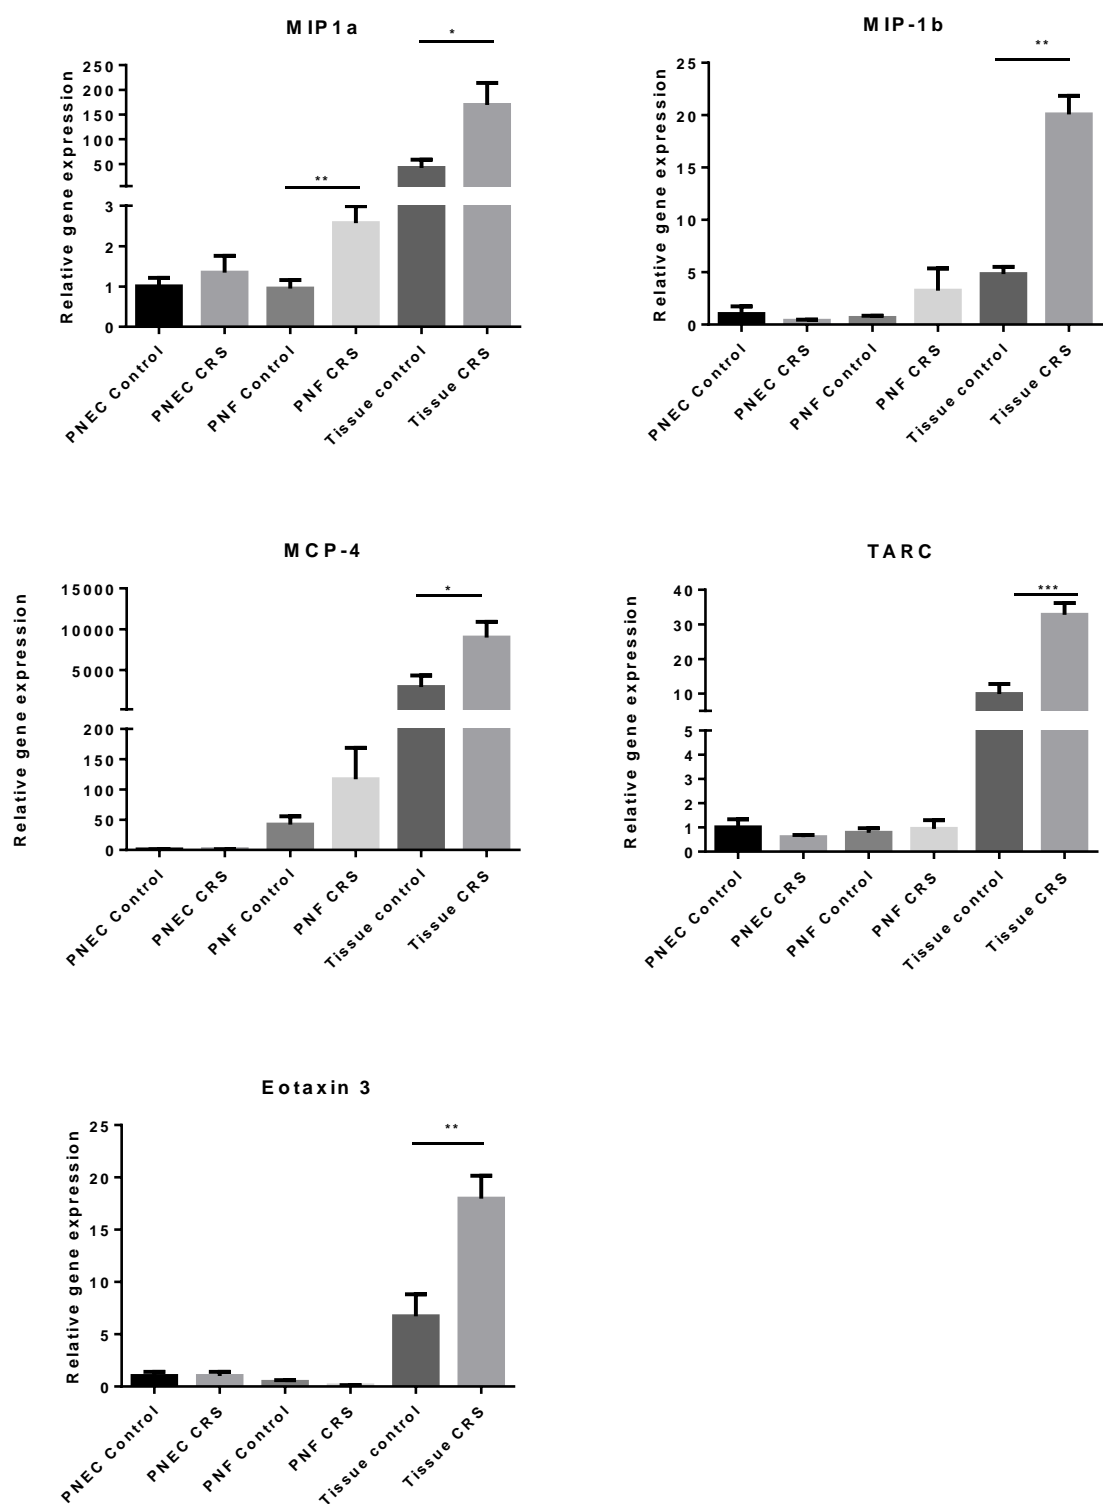 MIP1a
*
**
Relative gene expression
250
200
150
100
50
3
2
1
0
PNEC Control
PNEC CRS
PNF Control
PNF CRS
Tissue control
Tissue CRS
MIP-1b
**
Relative gene expression
25
20
15
10
5
0
PNEC Control
PNEC CRS
PNF Control
PNF CRS
Tissue control
Tissue CRS
MCP-4
*
Relative gene expression
15000
10000
5000
200
150
100
50
0
PNEC Control
PNEC CRS
PNF Control
PNF CRS
Tissue control
Tissue CRS
TARC
***
Relative gene expression
40
30
20
10
5
4
3
2
1
0
PNEC Control
PNEC CRS
PNF Control
PNF CRS
Tissue control
Tissue CRS
Eotaxin 3
**
Relative gene expression
25
20
15
10
5
0
PNEC Control
PNEC CRS
PNF Control
PNF CRS
Tissue control
Tissue CRS